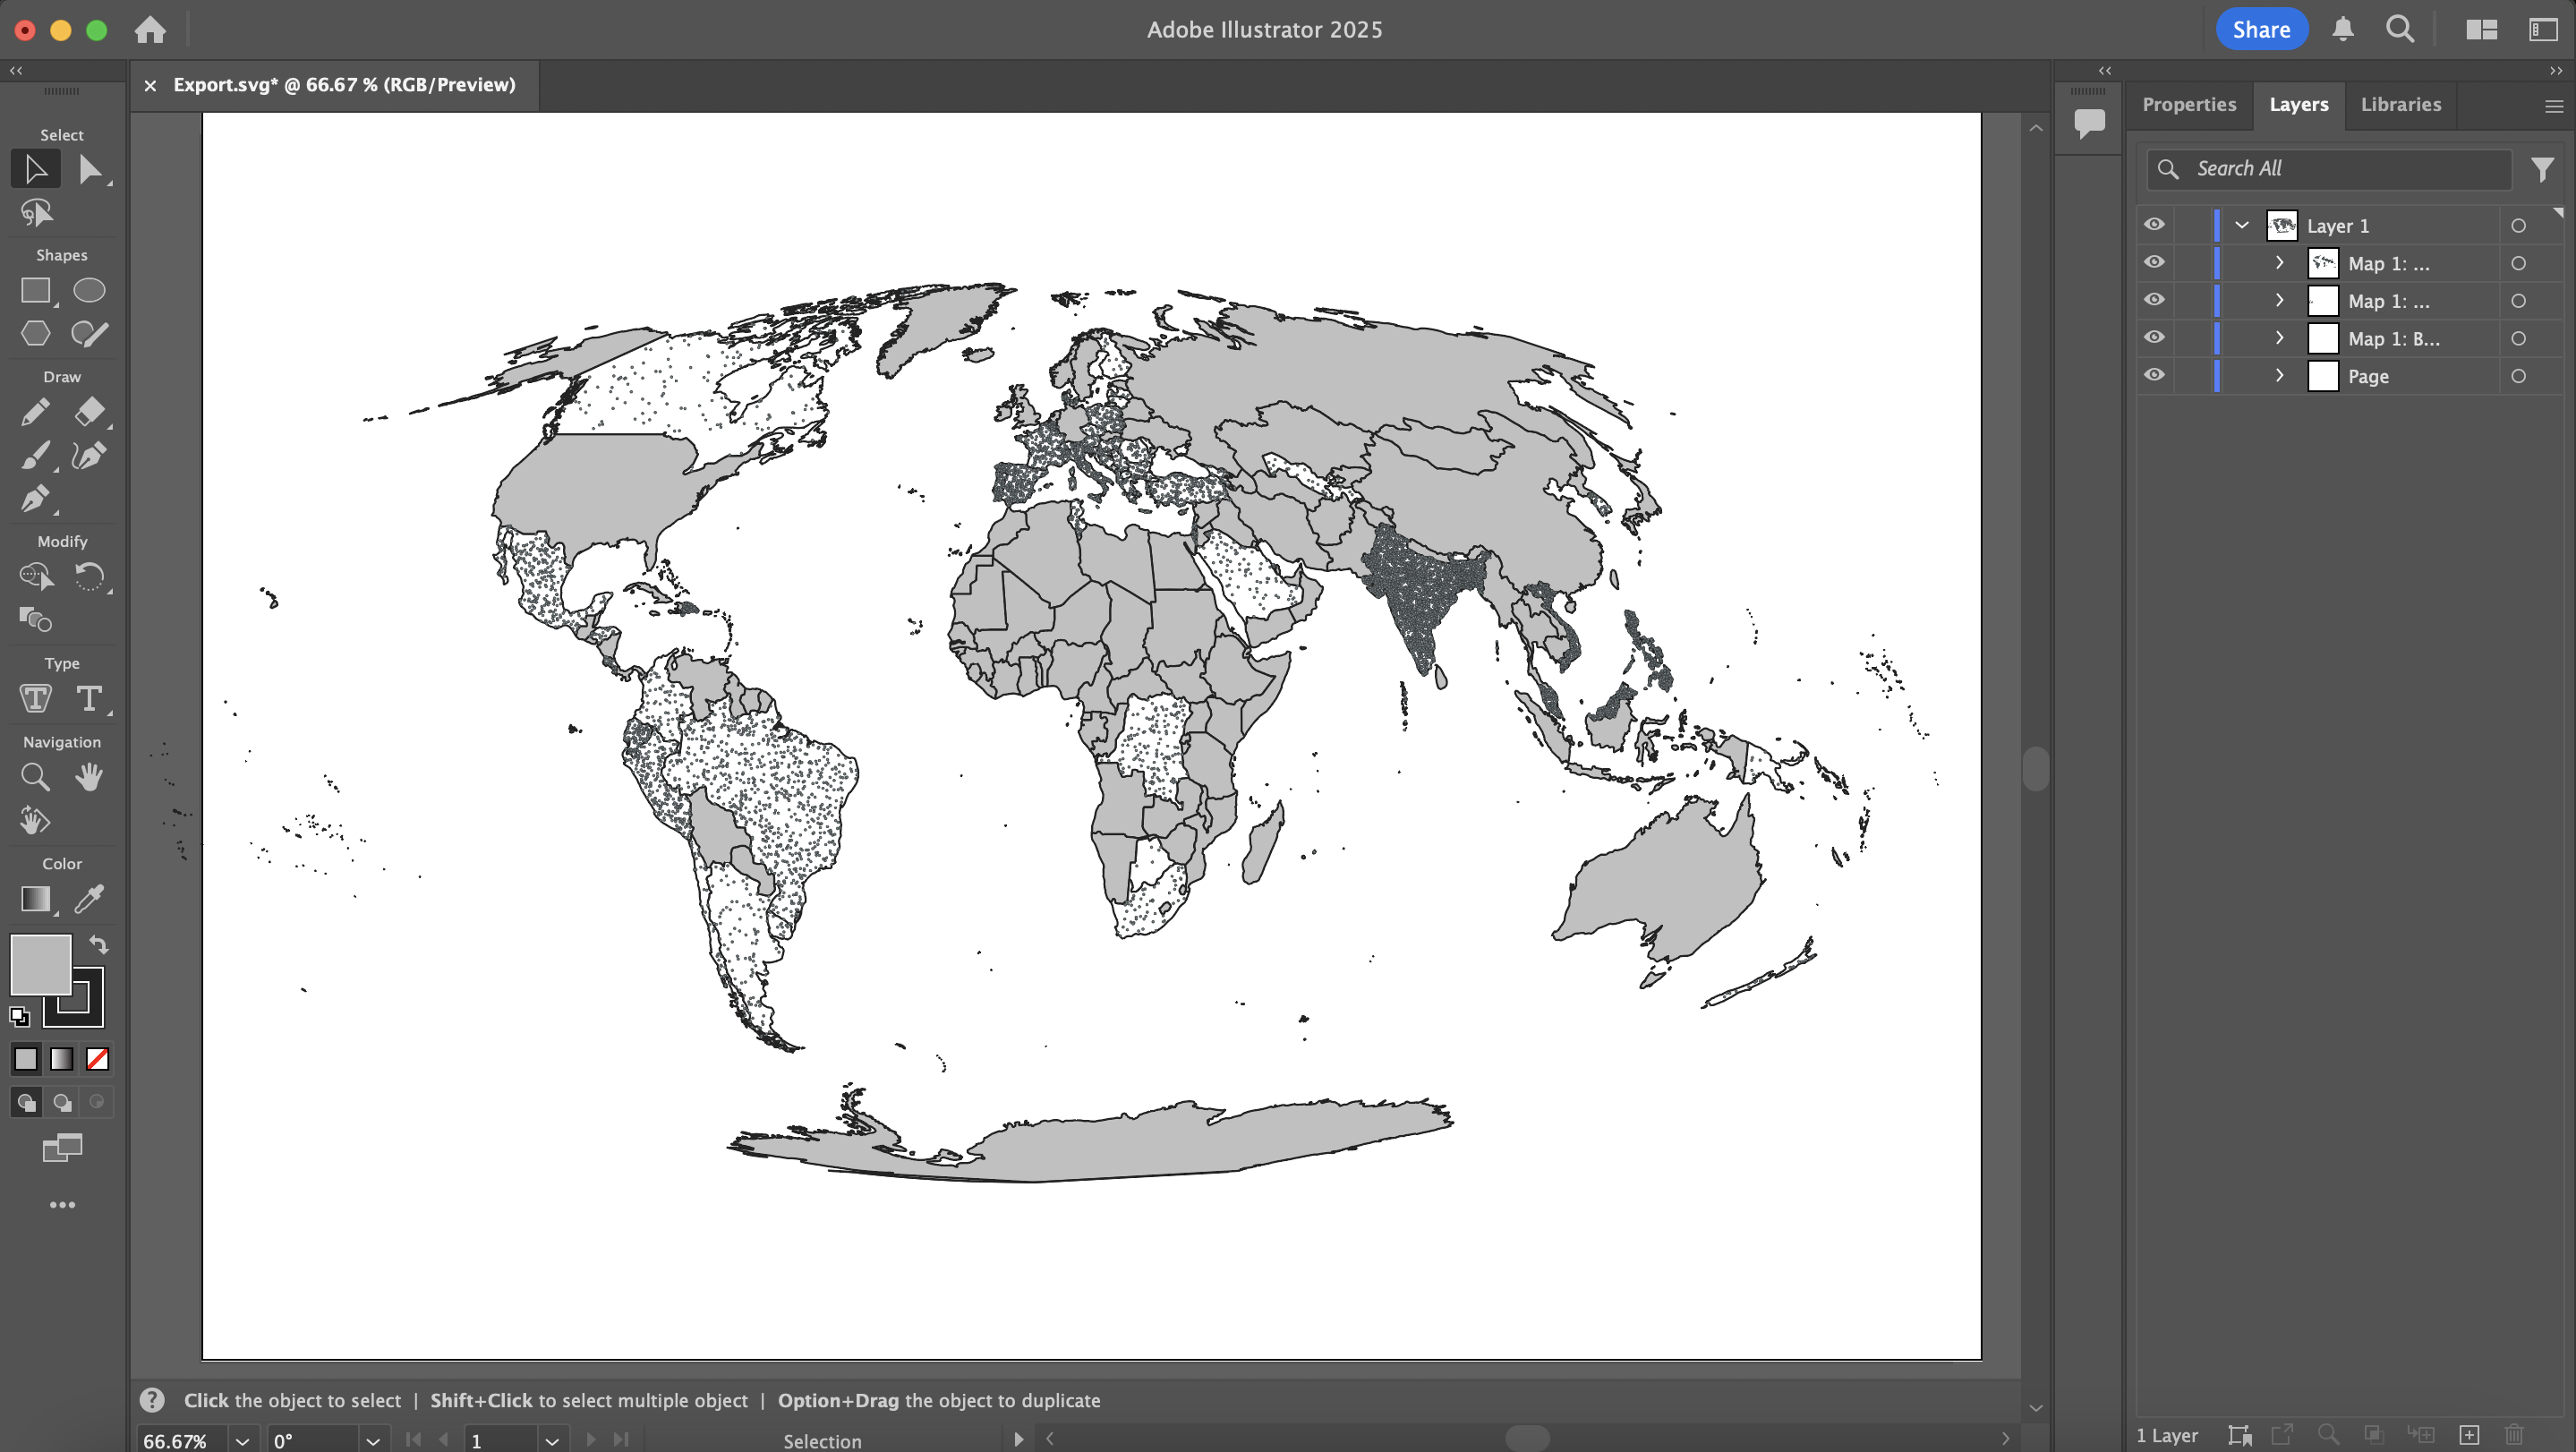 Adobe Illustrator 2025
Share
Export.svg* @ 66.67 % (RGB/Preview)
Select
Shapes
Draw
Modify
Type
Navigation
Color
Properties
Layers
Libraries
Search All
Layer 1
Map 1: ...
Map 1: ...
Map 1: B...
Page
Click the object to select | Shift+Click to select multiple object | Option+Drag the object to duplicate
66.67%
0°
1
Selection
1 Layer